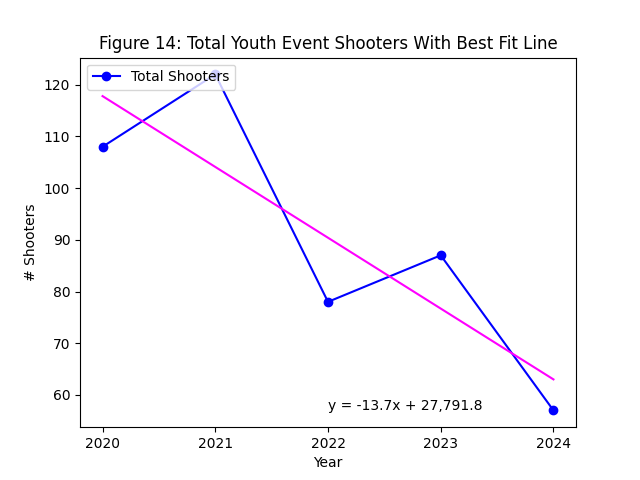 Figure 14: Total Youth Event Shooters With Best Fit Line
Total Shooters
120
110
100
90
80
70
60
# Shooters
y = -13.7x + 27,791.8
2020 2021 2022 2023 2024
Year